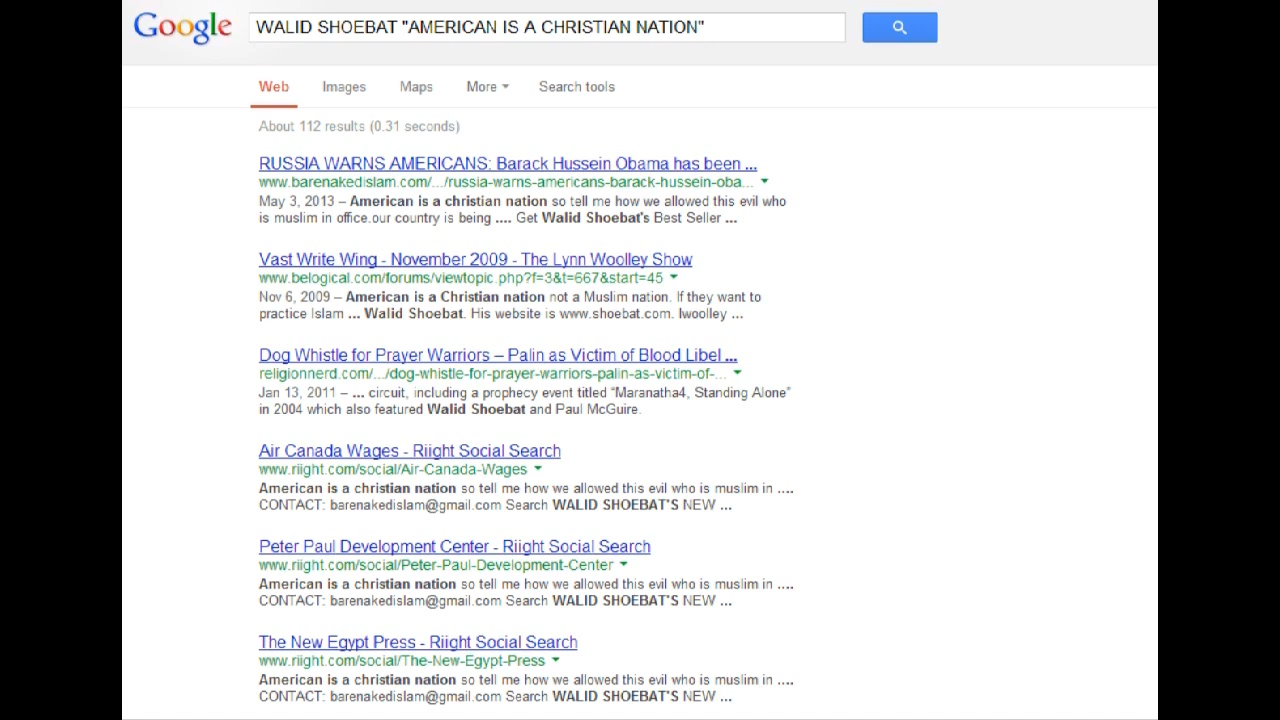 Google WALID SHOEBAT "AMERICAN IS A CHRISTIAN NATION"
Web Images Maps More Search tools
About 112 results (0.31 seconds)
RUSSIA WARNS AMERICANS: Barack Hussein Obama has been ...
www.barenakedislam.com/.../russia-warns-americans-barack-hussein-oba...
May 3, 2013 – American is a christian nation so tell me how we allowed this evil who
is muslim in office.our country is being .... Get Walid Shoebat's Best Seller ...
Vast Write Wing - November 2009 - The Lynn Woolley Show
www.belogical.com/forums/viewtopic.php?f=3&t=667&start=45
Nov 6, 2009 – American is a Christian nation not a Muslim nation. If they want to
practice Islam ... Walid Shoebat. His website is www.shoebat.com. lwoolley ...
Dog Whistle for Prayer Warriors – Palin as Victim of Blood Libel ...
religionnerd.com/.../dog-whistle-for-prayer-warriors-palin-as-victim-of-...
Jan 13, 2011 – ... circuit, including a prophecy event titled “Maranatha4, Standing Alone”
in 2004 which also featured Walid Shoebat and Paul McGuire.
Air Canada Wages - Riight Social Search
www.riight.com/social/Air-Canada-Wages
American is a christian nation so tell me how we allowed this evil who is muslim in ....
CONTACT: barenakedislam@gmail.com Search WALID SHOEBAT'S NEW ...
Peter Paul Development Center - Riight Social Search
www.riight.com/social/Peter-Paul-Development-Center
American is a christian nation so tell me how we allowed this evil who is muslim in ....
CONTACT: barenakedislam@gmail.com Search WALID SHOEBAT'S NEW ...
The New Egypt Press - Riight Social Search
www.riight.com/social/The-New-Egypt-Press
American is a christian nation so tell me how we allowed this evil who is muslim in ....
CONTACT: barenakedislam@gmail.com Search WALID SHOEBAT'S NEW ...